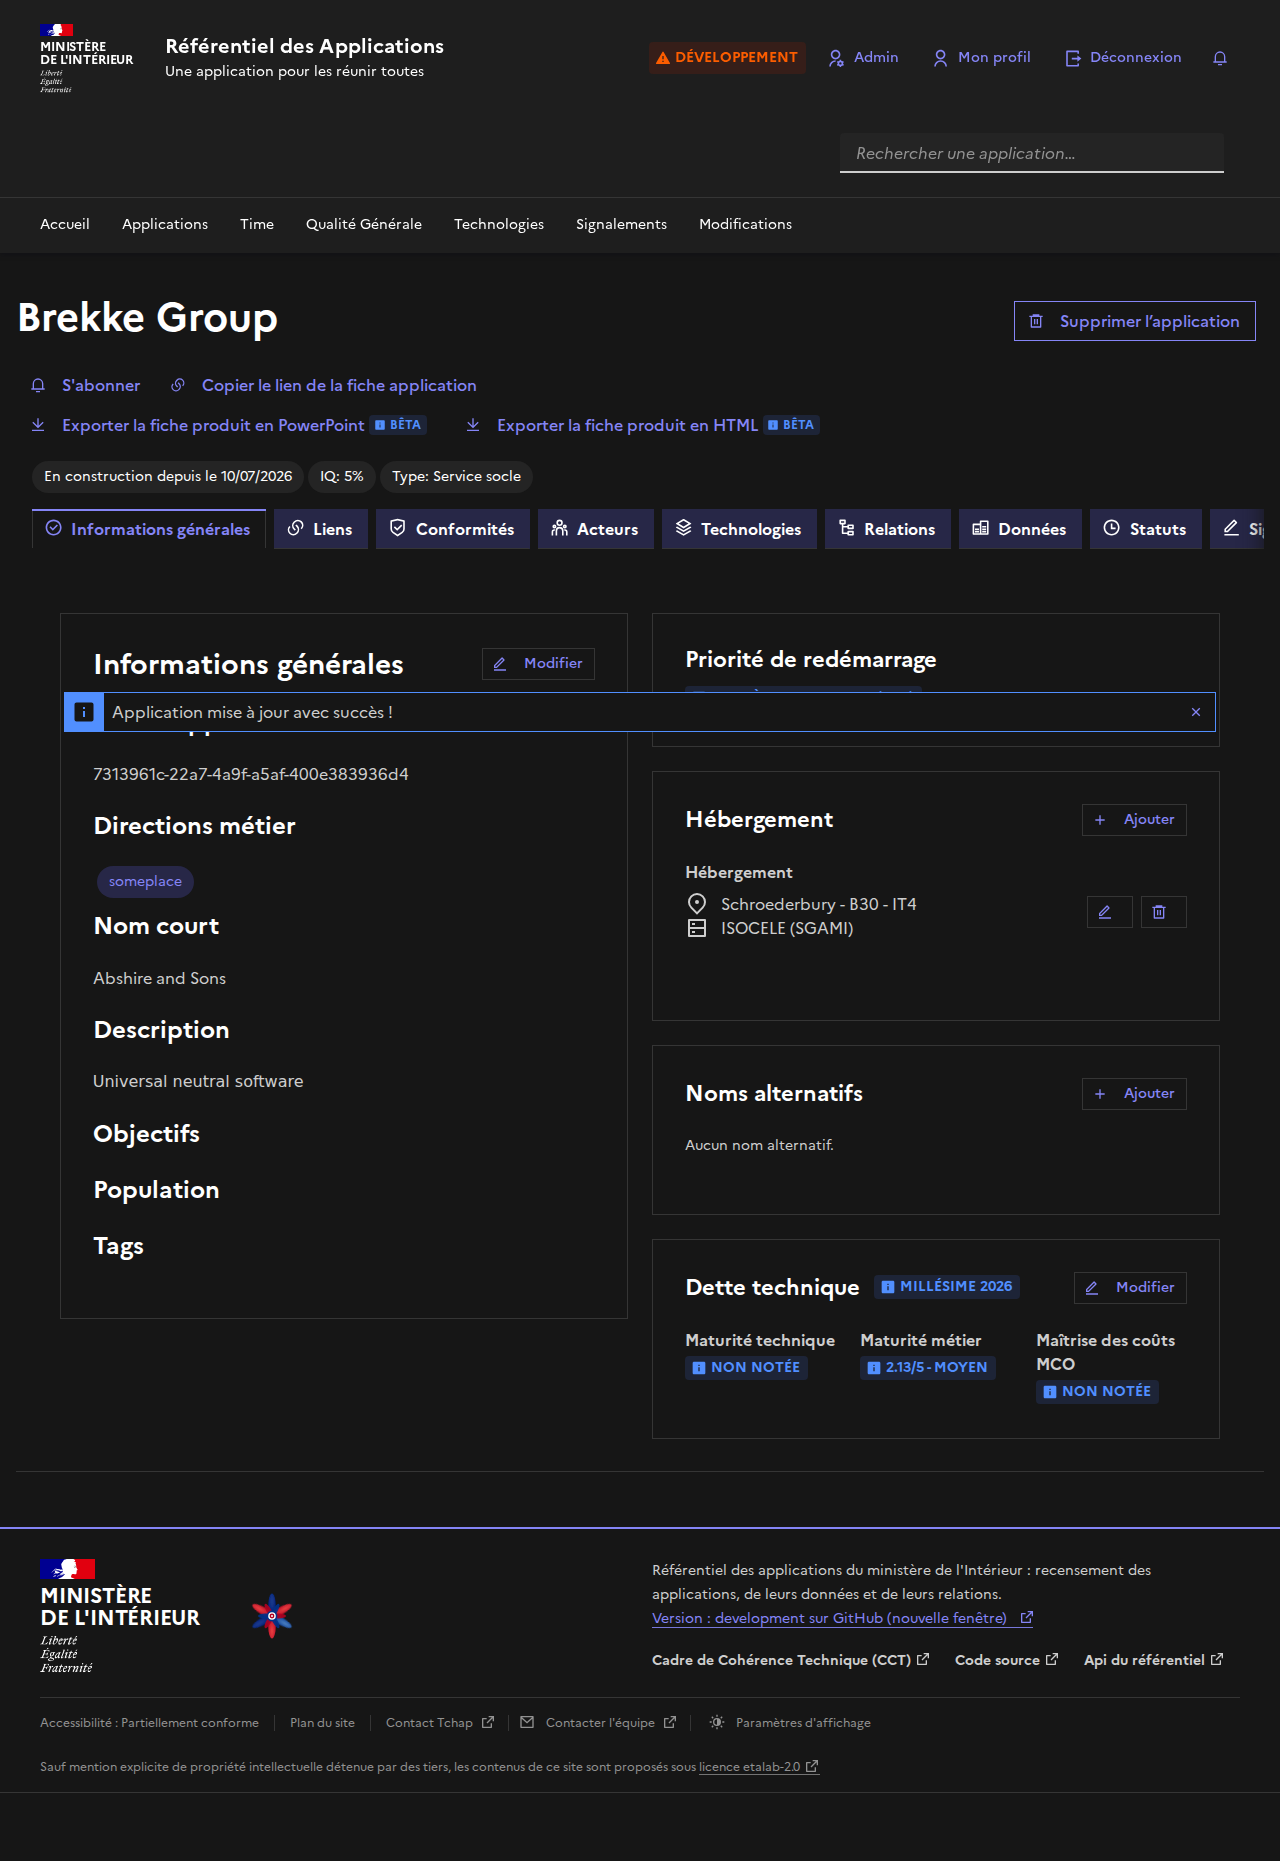 MINISTÈRE
DE L'INTÉRIEUR
Liberté
Égalité
Fraternité
Référentiel des Applications
Une application pour les réunir toutes
DÉVELOPPEMENT
Admin
Mon profil
Déconnexion
Rechercher une application...
Accueil
Applications
Time
Qualité Générale
Technologies
Signalements
Modifications
Brekke Group
Supprimer l’application
S'abonner
Copier le lien de la fiche application
Exporter la fiche produit en PowerPoint BÊTA
Exporter la fiche produit en HTML BÊTA
En construction depuis le 10/07/2026
IQ: 5%
Type: Service socle
Informations générales
Liens
Conformités
Acteurs
Technologies
Relations
Données
Statuts
Informations générales
Modifier
Application mise à jour avec succès !
7313961c-22a7-4a9f-a5af-400e383936d4
Directions métier
someplace
Nom court
Abshire and Sons
Description
Universal neutral software
Objectifs
Population
Tags
Priorité de redémarrage
Hébergement
Ajouter
Hébergement
Schroederbury - B30 - IT4
ISOCELE (SGAMI)
Noms alternatifs
Ajouter
Aucun nom alternatif.
Dette technique
MILLÉSIME 2026
Modifier
Maturité technique
NON NOTÉE
Maturité métier
2.13/5 - MOYEN
Maîtrise des coûts
MCO
NON NOTÉE
MINISTÈRE
DE L'INTÉRIEUR
Liberté
Égalité
Fraternité
Référentiel des applications du ministère de l'Intérieur : recensement des
applications, de leurs données et de leurs relations.
Version : development sur GitHub (nouvelle fenêtre)
Cadre de Cohérence Technique (CCT)
Code source
Api du référentiel
Accessibilité : Partiellement conforme
Plan du site
Contact Tchap
Contacter l'équipe
Paramètres d'affichage
Sauf mention explicite de propriété intellectuelle détenue par des tiers, les contenus de ce site sont proposés sous licence etalab-2.0